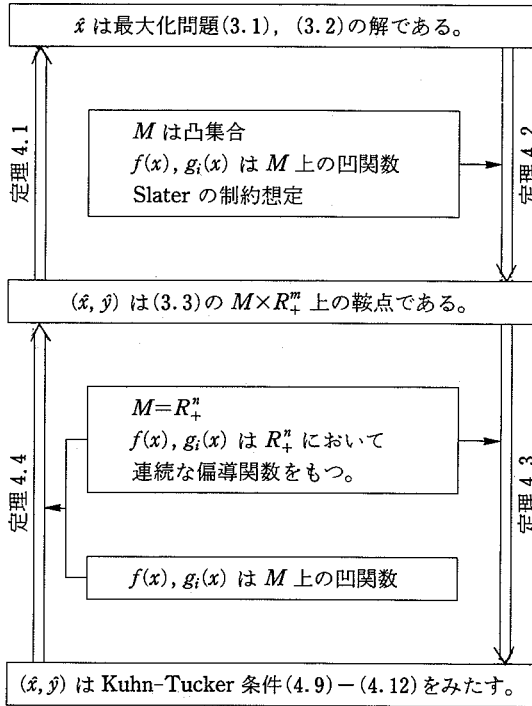 x̂ は最大化問題(3.1), (3.2)の解である。
定理 4.1
M は凸集合
f(x), gᵢ(x) は M 上の凹関数
Slater の制約想定
定理 4.2
(x̂, ŷ) は(3.3)の M×R₊ᵐ 上の鞍点である。
定理 4.4
M=R₊ⁿ
f(x), gᵢ(x) は R₊ⁿ において
連続な偏導関数をもつ。
定理 4.3
f(x), gᵢ(x) は M 上の凹関数
(x̂, ŷ) は Kuhn-Tucker 条件(4.9)－(4.12)をみたす。